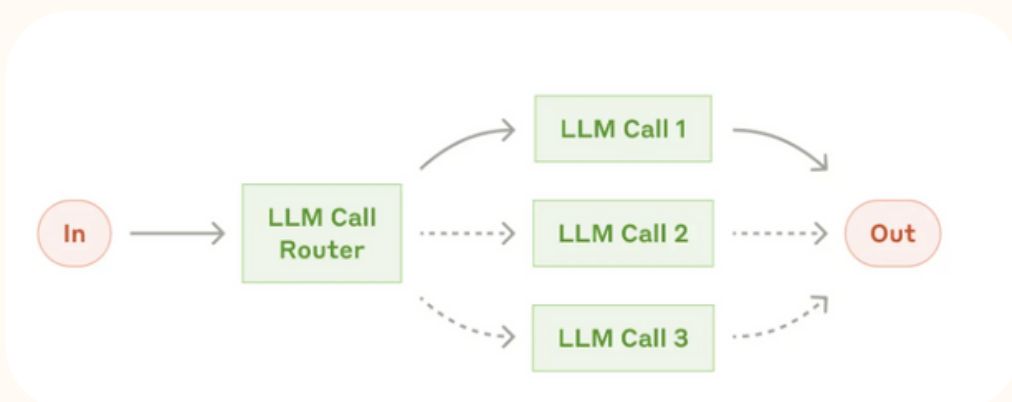 In
LLM Call
Router
LLM Call 1
LLM Call 2
LLM Call 3
Out